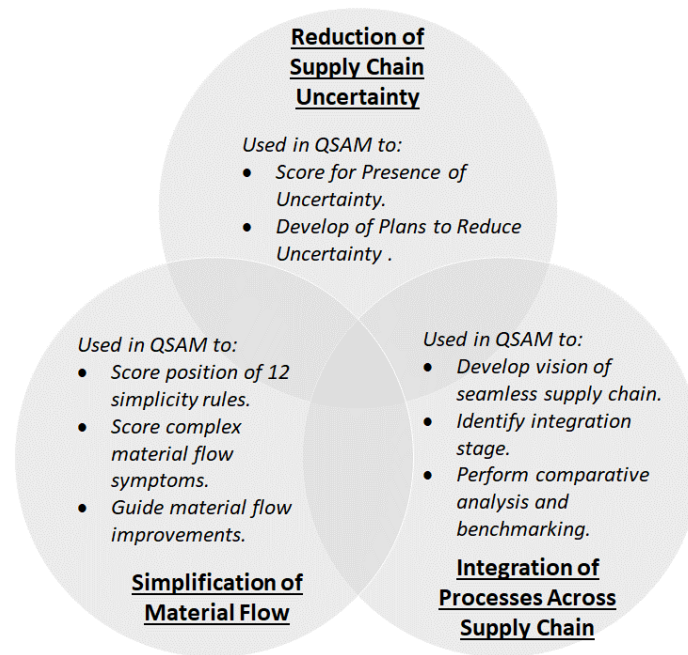 Reduction of
Supply Chain
Uncertainty
Used in QSAM to:
• Score for Presence of
Uncertainty.
• Develop of Plans to Reduce
Uncertainty .
Used in QSAM to:
• Score position of 12
simplicity rules.
• Score complex
material flow
symptoms.
• Guide material flow
improvements.
Simplification of
Material Flow
Used in QSAM to:
• Develop vision of
seamless supply chain.
• Identify integration
stage.
• Perform comparative
analysis and
benchmarking.
Integration of
Processes Across
Supply Chain